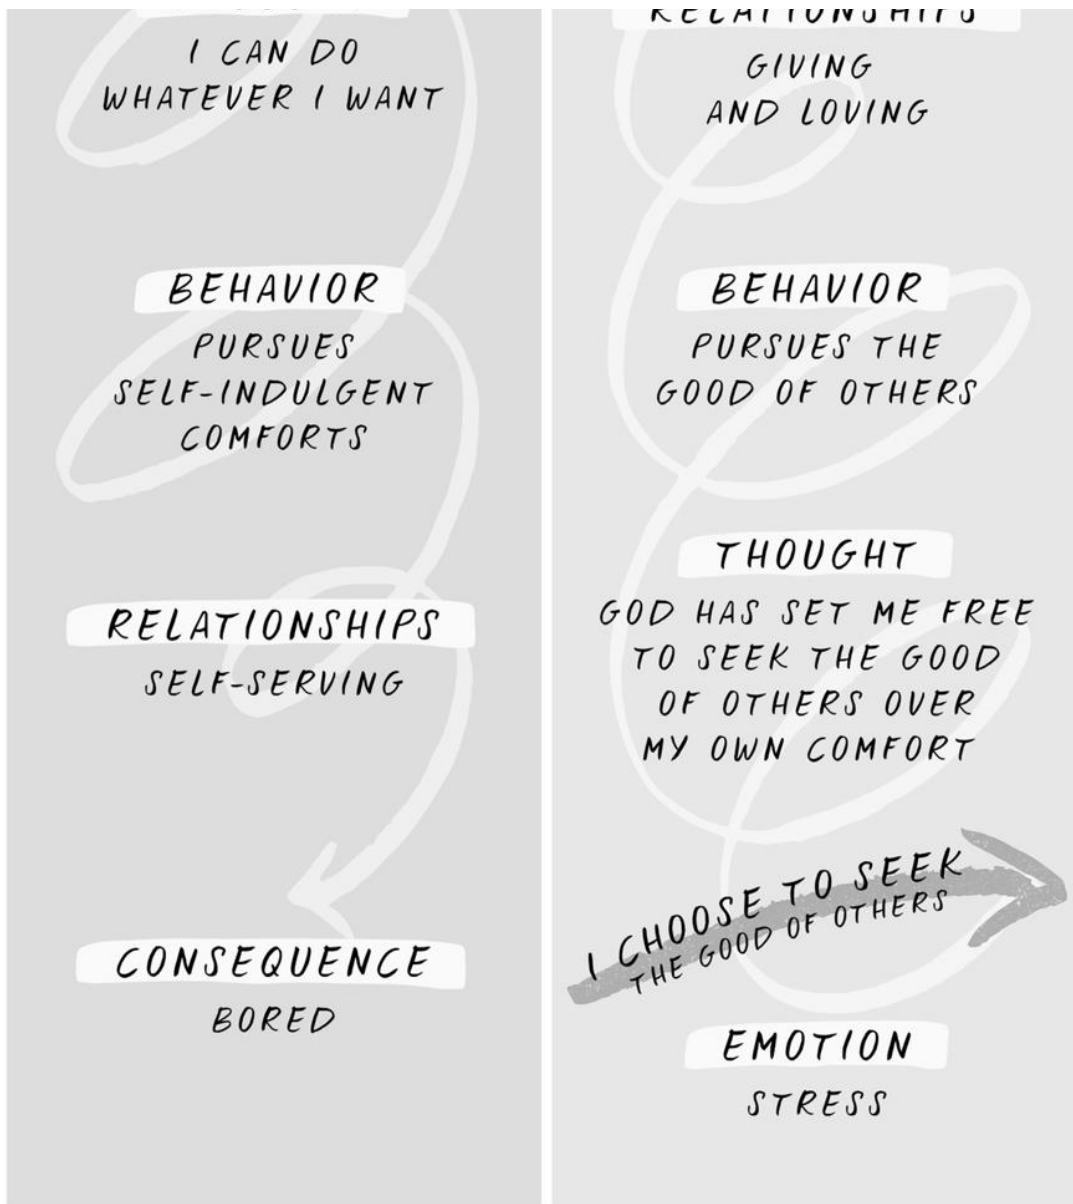 I CAN DO
WHATEVER I WANT
BEHAVIOR
PURSUES
SELF-INDULGENT
COMFORTS
RELATIONSHIPS
SELF-SERVING
CONSEQUENCE
BORED
RELATIONSHIPS
GIVING
AND LOVING
BEHAVIOR
PURSUES THE
GOOD OF OTHERS
THOUGHT
GOD HAS SET ME FREE
TO SEEK THE GOOD
OF OTHERS OVER
MY OWN COMFORT
I CHOOSE TO SEEK
THE GOOD OF OTHERS
EMOTION
STRESS